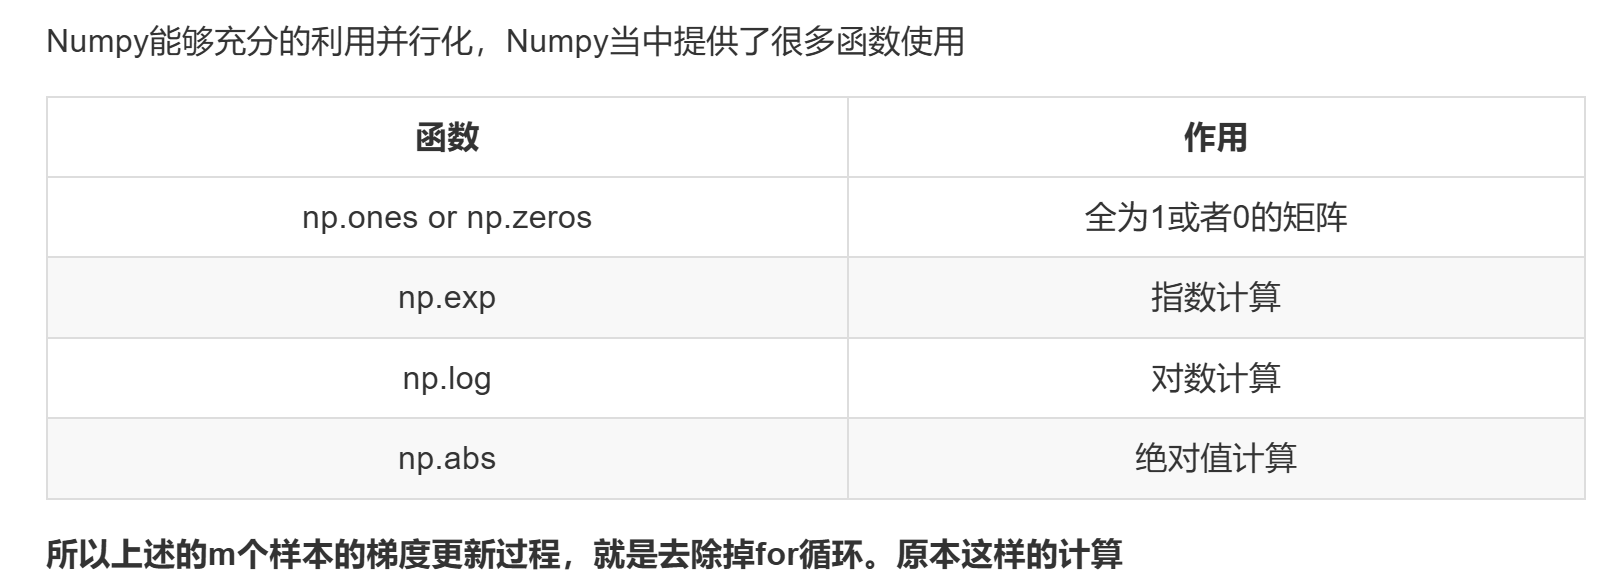 Numpy能够充分的利用并行化，Numpy当中提供了很多函数使用
函数 作用
np.ones or np.zeros 全为1或者0的矩阵
np.exp 指数计算
np.log 对数计算
np.abs 绝对值计算
所以上述的m个样本的梯度更新过程，就是去除掉for循环。原本这样的计算